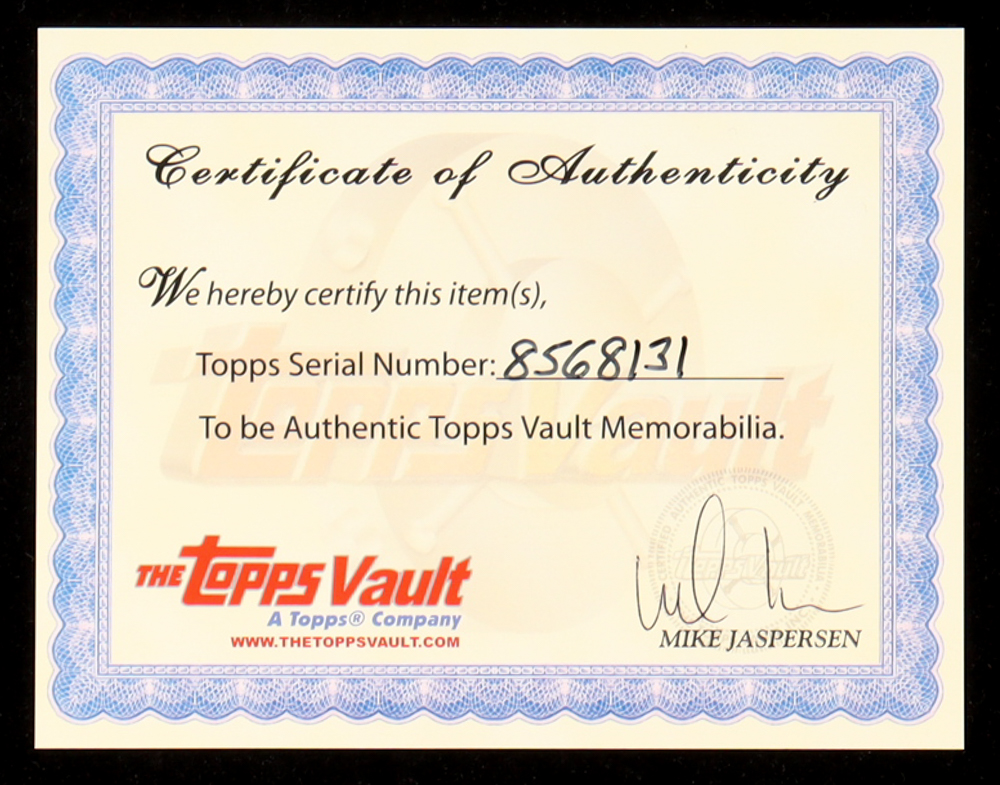 Certificate of Authenticity
We hereby certify this item(s),
Topps Serial Number: 8568131
To be Authentic Topps Vault Memorabilia.
THE Topps Vault
A Topps® Company
WWW.THETOPPSVAULT.COM
MIKE JASPERSEN